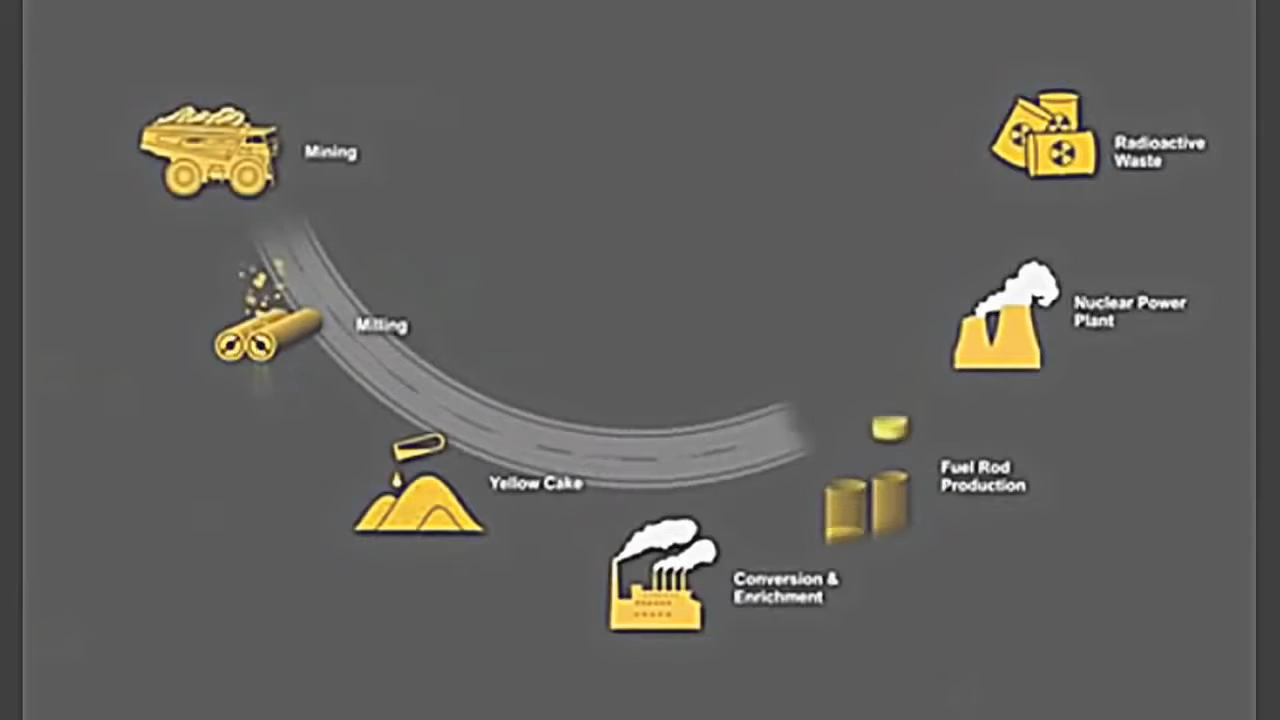 Mining
Milling
Yellow Cake
Conversion &
Enrichment
Fuel Rod
Production
Nuclear Power
Plant
Radioactive
Waste